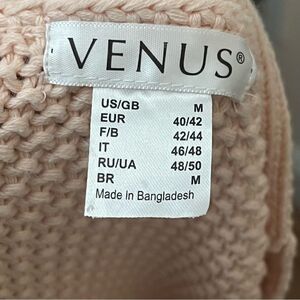 VENUS®
US/GB M
EUR 40/42
F/B 42/44
IT 46/48
RU/UA 48/50
BR M
Made in Bangladesh